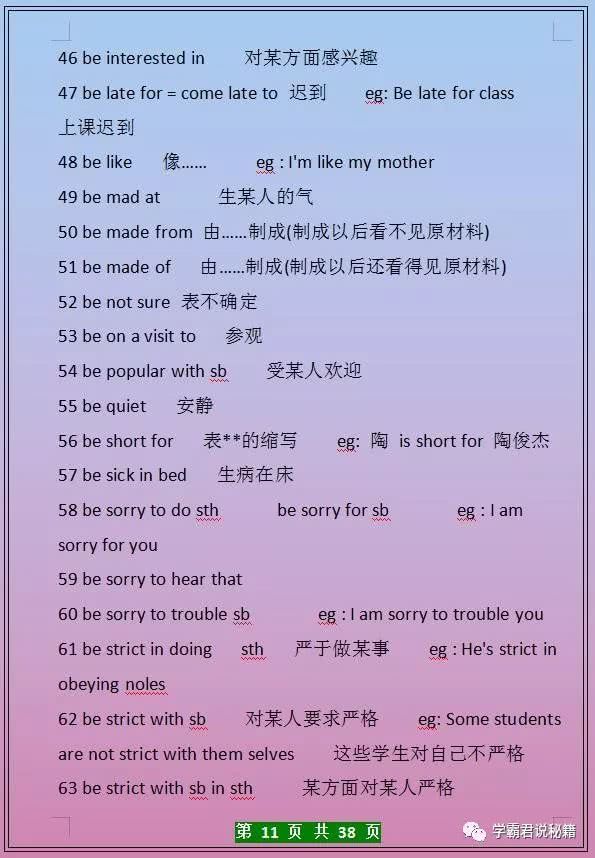 46 be interested in 对某方面感兴趣
47 be late for = come late to 迟到 eg: Be late for class
上课迟到
48 be like 像…… eg : I'm like my mother
49 be mad at 生某人的气
50 be made from 由……制成(制成以后看不见原材料)
51 be made of 由……制成(制成以后还看得见原材料)
52 be not sure 表不确定
53 be on a visit to 参观
54 be popular with sb 受某人欢迎
55 be quiet 安静
56 be short for 表**的缩写 eg: 陶 is short for 陶俊杰
57 be sick in bed 生病在床
58 be sorry to do sth be sorry for sb eg : I am
sorry for you
59 be sorry to hear that
60 be sorry to trouble sb eg : I am sorry to trouble you
61 be strict in doing sth 严于做某事 eg : He's strict in
obeying noles
62 be strict with sb 对某人要求严格 eg: Some students
are not strict with them selves 这些学生对自己不严格
63 be strict with sb in sth 某方面对某人严格
第 11 页 共 38 页
学霸君说秘籍